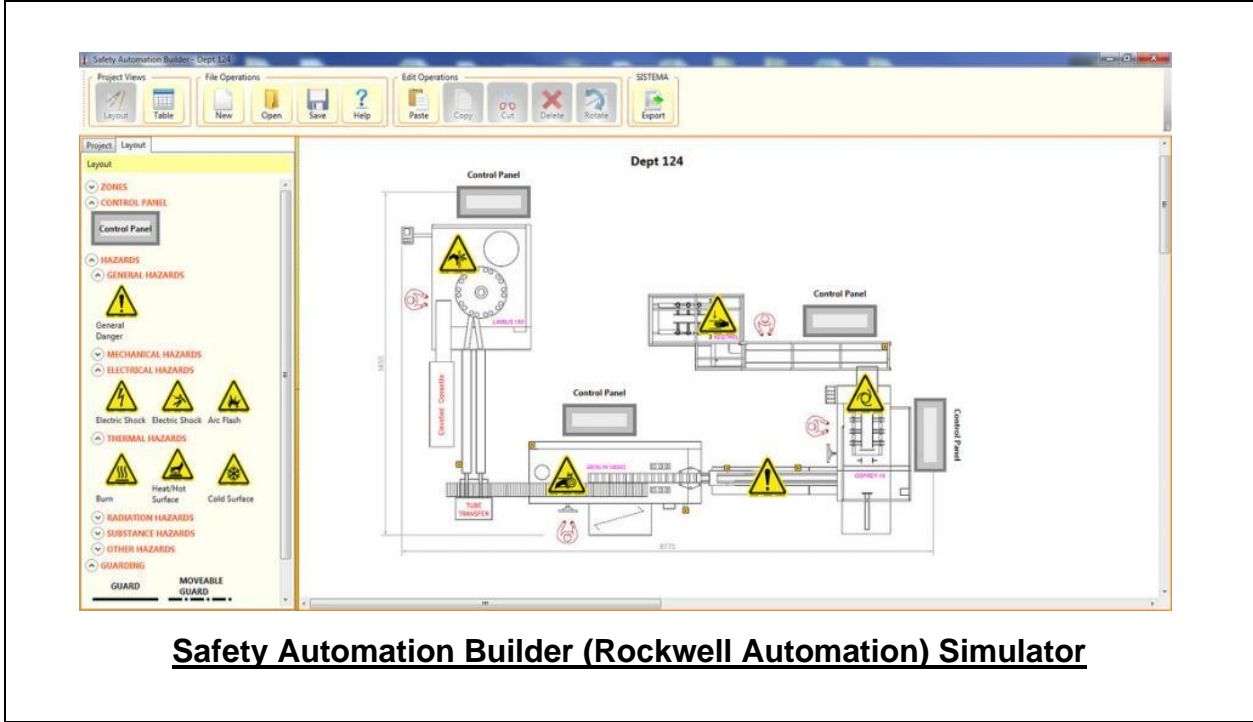 Safety Automation Builder - Dept 124
Project Views
File Operations
Edit Operations
SISTEMA
Layout
Table
New
Open
Save
Help
Paste
Copy
Cut
Delete
Rotate
Export
Project
Layout
Layout
ZONES
CONTROL PANEL
Control Panel
HAZARDS
GENERAL HAZARDS
General
Danger
MECHANICAL HAZARDS
ELECTRICAL HAZARDS
Electric Shock
Electric Shock
Arc Flash
THERMAL HAZARDS
Burn
Heat/Hot
Surface
Cold Surface
RADIATION HAZARDS
SUBSTANCE HAZARDS
OTHER HAZARDS
GUARDING
GUARD
MOVEABLE
GUARD
Dept 124
Control Panel
Control Panel
Control Panel
Control Panel
Elevated Cassette
TUBE
TRANSFER
8775
Safety Automation Builder (Rockwell Automation) Simulator